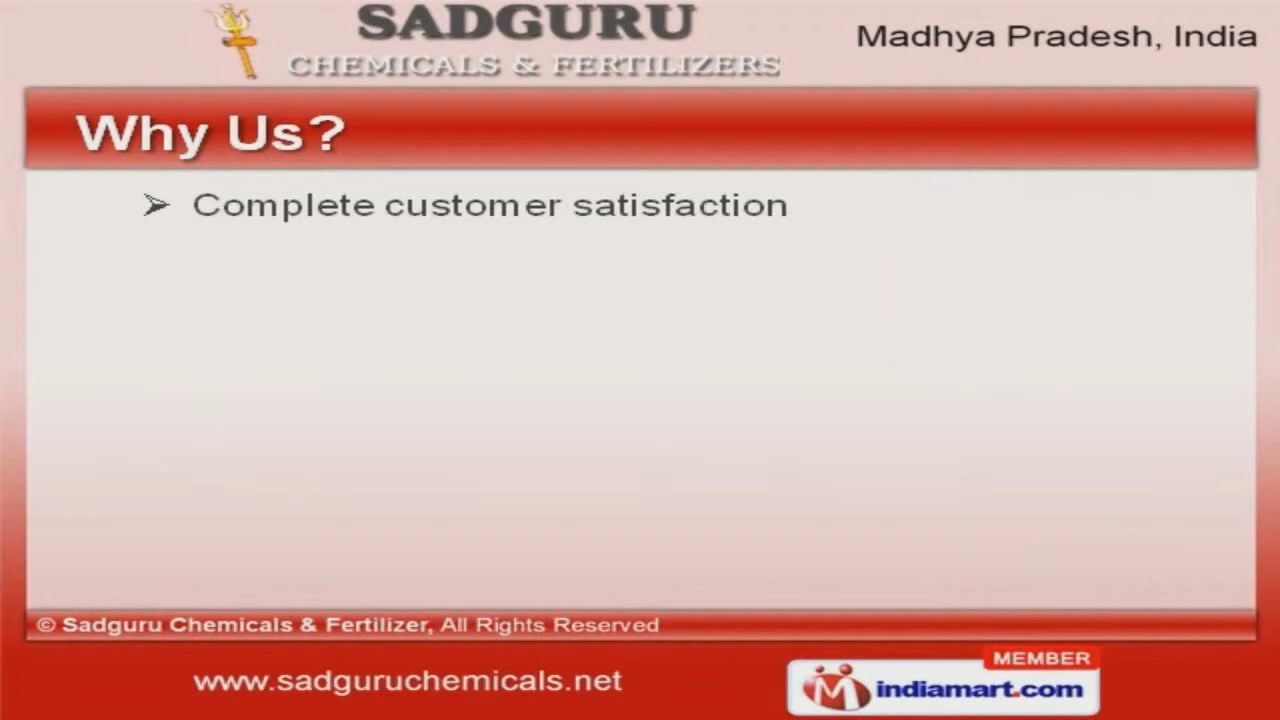 SADGURU
CHEMICALS & FERTILIZERS
Madhya Pradesh, India
Why Us?
➢ Complete customer satisfaction
© Sadguru Chemicals & Fertilizer, All Rights Reserved
www.sadguruchemicals.net
MEMBER
indiamart.com